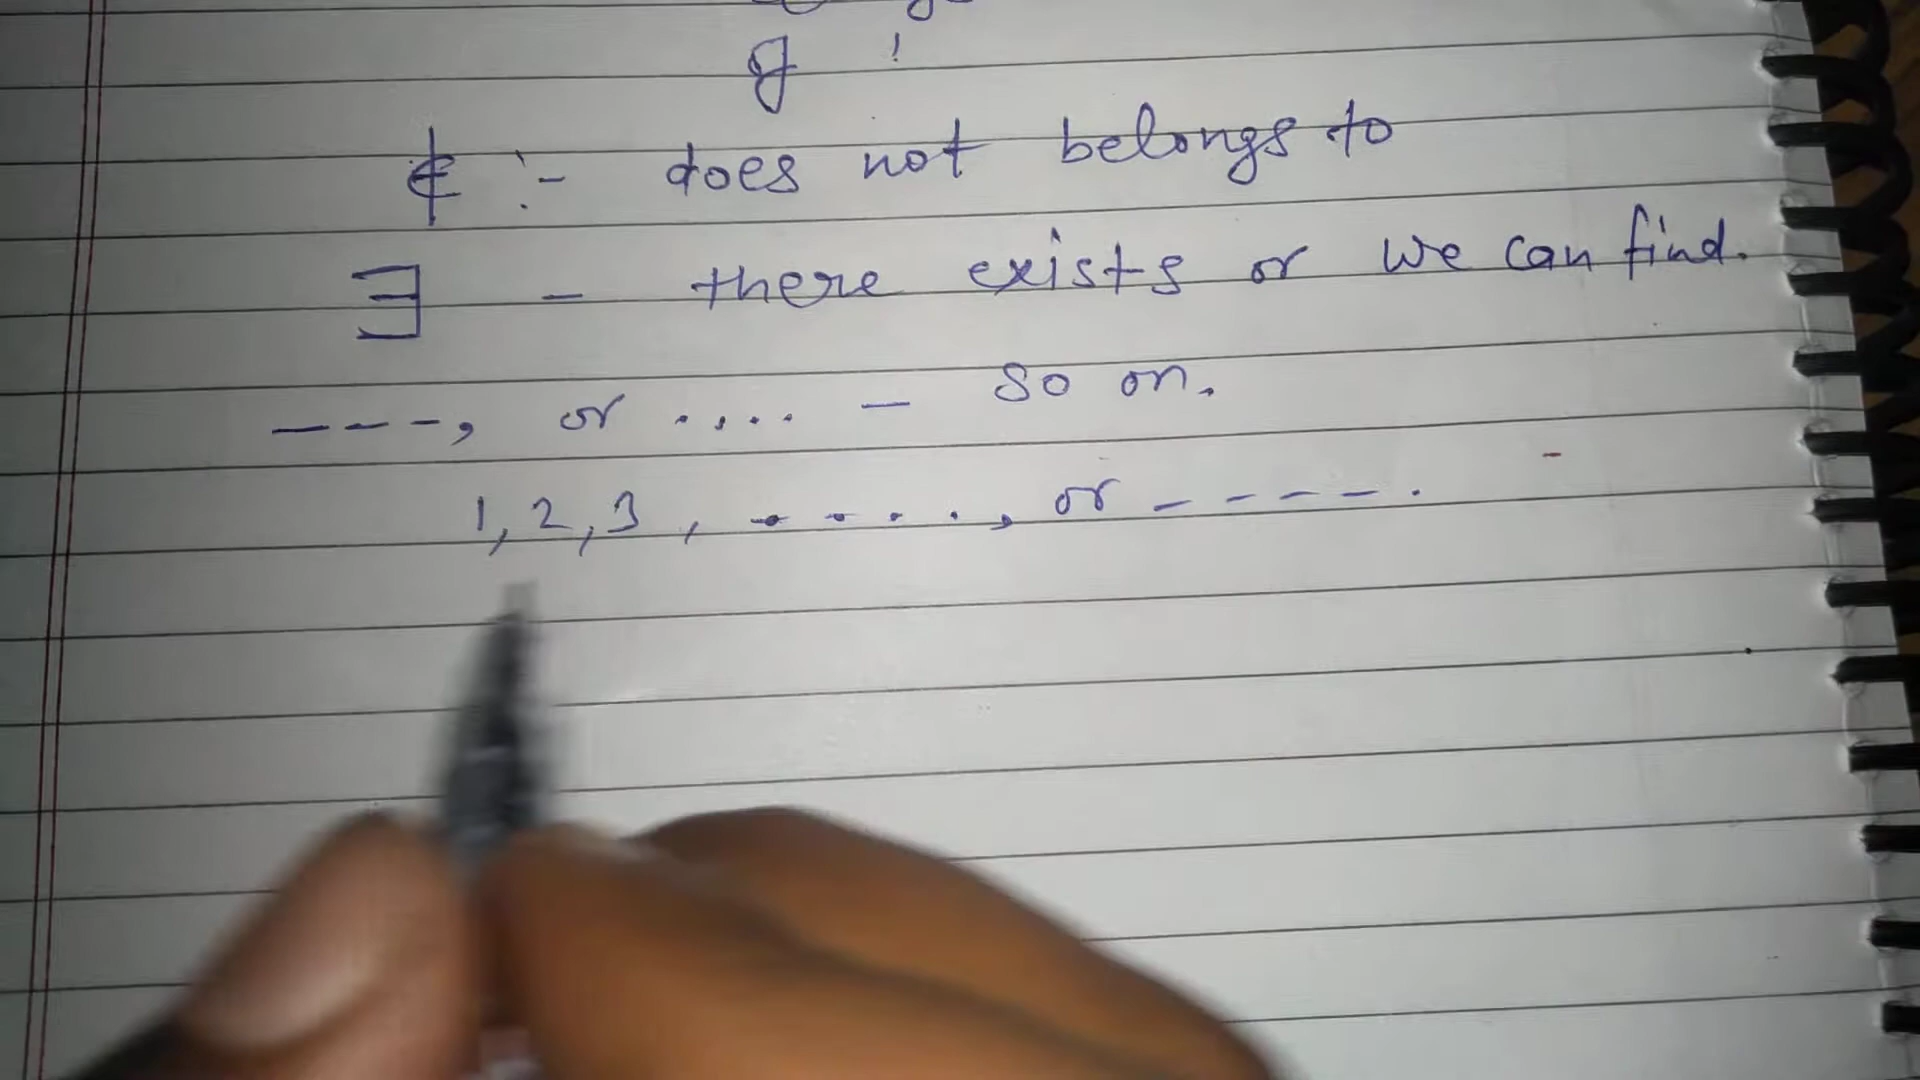 ∉ :- does not belongs to
∃ - there exists or we can find.
---, or .... - so on.
1, 2, 3, ...., or ----.